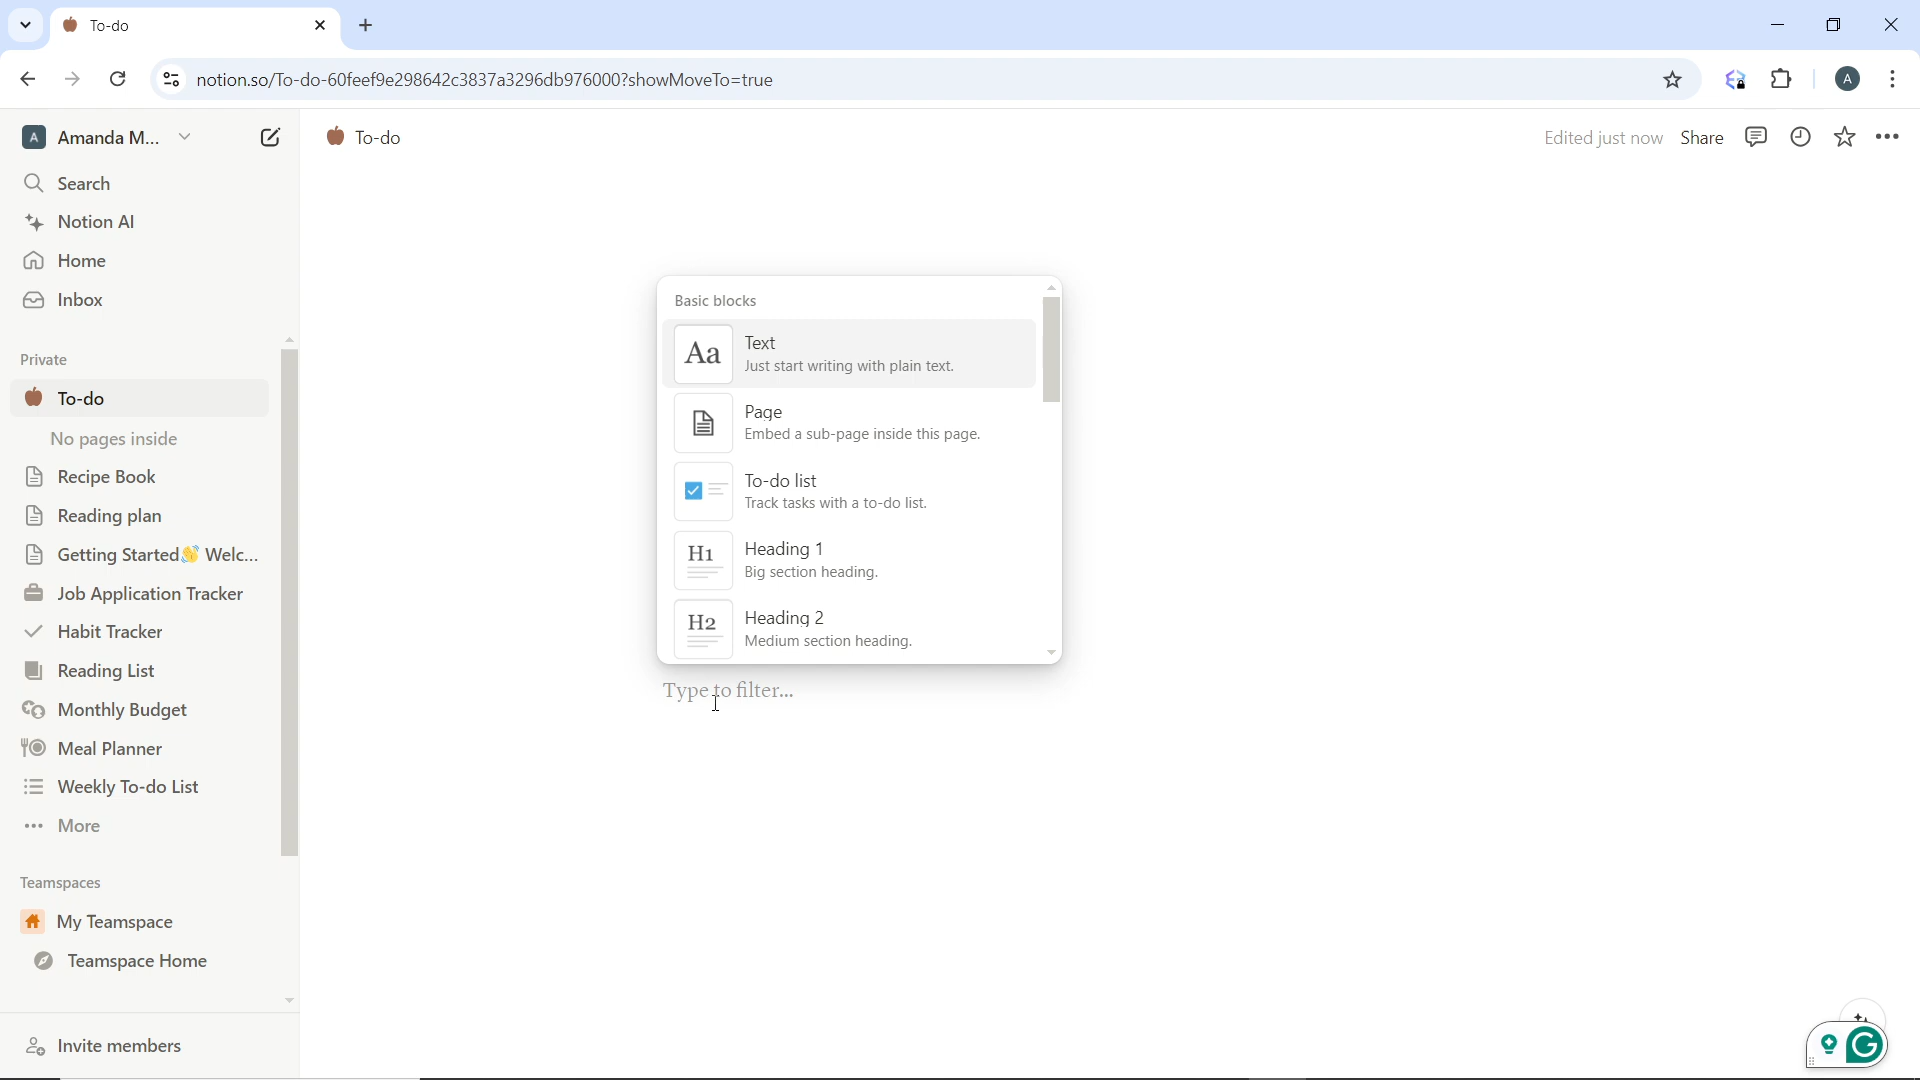 To-do
notion.so/To-do-60feef9e298642c3837a3296db976000?showMoveTo=true
A
A Amanda M...
To-do
Edited just now Share
Search
Notion AI
Home
Inbox
Private
To-do
No pages inside
Recipe Book
Reading plan
Getting Started👋 Welc...
Job Application Tracker
Habit Tracker
Reading List
Monthly Budget
Meal Planner
Weekly To-do List
More
Teamspaces
My Teamspace
Teamspace Home
Invite members
Basic blocks
Aa Text
Just start writing with plain text.
Page
Embed a sub-page inside this page.
To-do list
Track tasks with a to-do list.
H1 Heading 1
Big section heading.
H2 Heading 2
Medium section heading.
Type to filter...